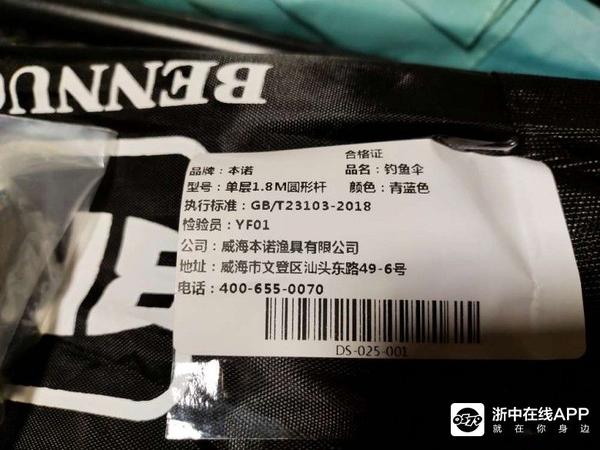 BENNUO
合格证
品牌：本诺 品名：钓鱼伞
型号：单层1.8M圆形杆 颜色：青蓝色
执行标准：GB/T23103-2018
检验员：YF01
公司：威海本诺渔具有限公司
地址：威海市文登区汕头东路49-6号
电话：400-655-0070
DS-025-001
浙中在线APP
就在你身边